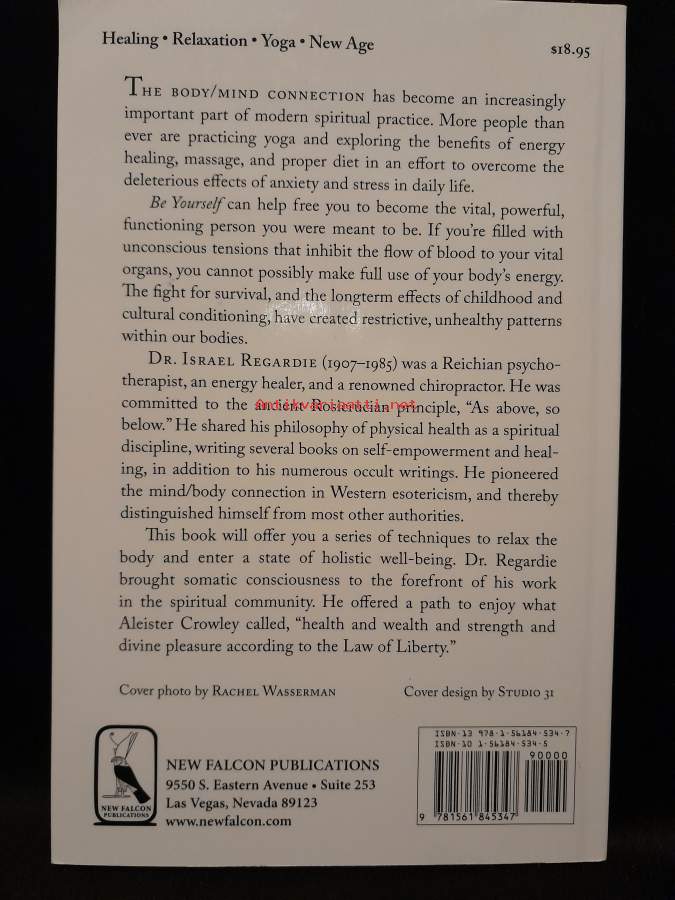 Healing • Relaxation • Yoga • New Age
$18.95
THE BODY/MIND CONNECTION has become an increasingly
important part of modern spiritual practice. More people than
ever are practicing yoga and exploring the benefits of energy
healing, massage, and proper diet in an effort to overcome the
deleterious effects of anxiety and stress in daily life.
Be Yourself can help free you to become the vital, powerful,
functioning person you were meant to be. If you're filled with
unconscious tensions that inhibit the flow of blood to your vital
organs, you cannot possibly make full use of your body's energy.
The fight for survival, and the longterm effects of childhood and
cultural conditioning, have created restrictive, unhealthy patterns
within our bodies.
DR. ISRAEL REGARDIE (1907–1985) was a Reichian psycho-
therapist, an energy healer, and a renowned chiropractor. He was
committed to the ancient Rosicrucian principle, "As above, so
below." He shared his philosophy of physical health as a spiritual
discipline, writing several books on self-empowerment and heal-
ing, in addition to his numerous occult writings. He pioneered
the mind/body connection in Western esotericism, and thereby
distinguished himself from most other authorities.
This book will offer you a series of techniques to relax the
body and enter a state of holistic well-being. Dr. Regardie
brought somatic consciousness to the forefront of his work
in the spiritual community. He offered a path to enjoy what
Aleister Crowley called, "health and wealth and strength and
divine pleasure according to the Law of Liberty."
Antikvariaatti.net
Cover photo by RACHEL WASSERMAN
Cover design by STUDIO 31
NEW FALCON
PUBLICATIONS
NEW FALCON PUBLICATIONS
9550 S. Eastern Avenue • Suite 253
Las Vegas, Nevada 89123
www.newfalcon.com
ISBN-13 978-1-56184-534-7
ISBN-10 1-56184-534-5
90000
9 781561 845347